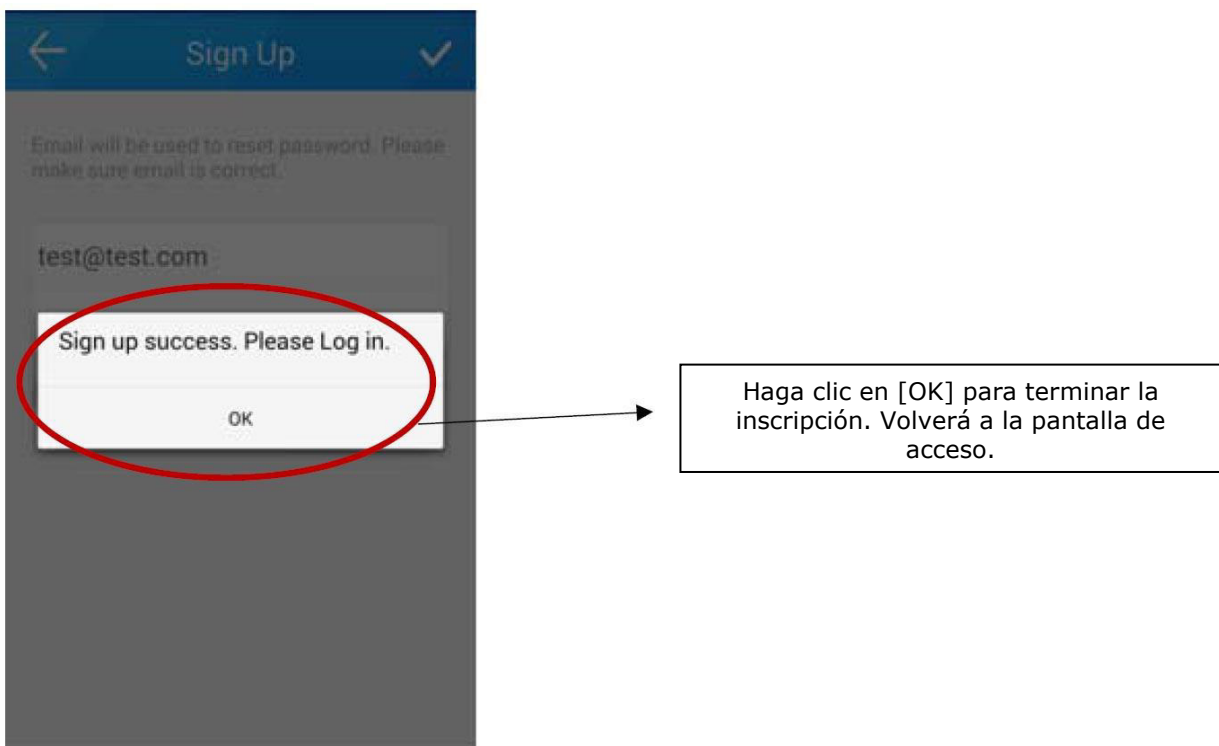 Sign Up
Email will be used to reset password. Please
make sure email is correct.
test@test.com
Sign up success. Please Log in.
OK
Haga clic en [OK] para terminar la
inscripción. Volverá a la pantalla de
acceso.